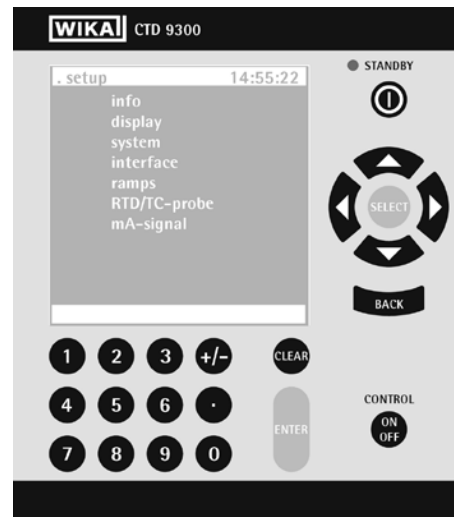 WIKAI CTD 9300
STANDBY
. setup 14:55:22
info
display
system
interface
ramps
RTD/TC-probe
mA-signal
SELECT
BACK
1 2 3 +/- CLEAR
4 5 6 . ENTER
7 8 9 0
CONTROL
ON
OFF